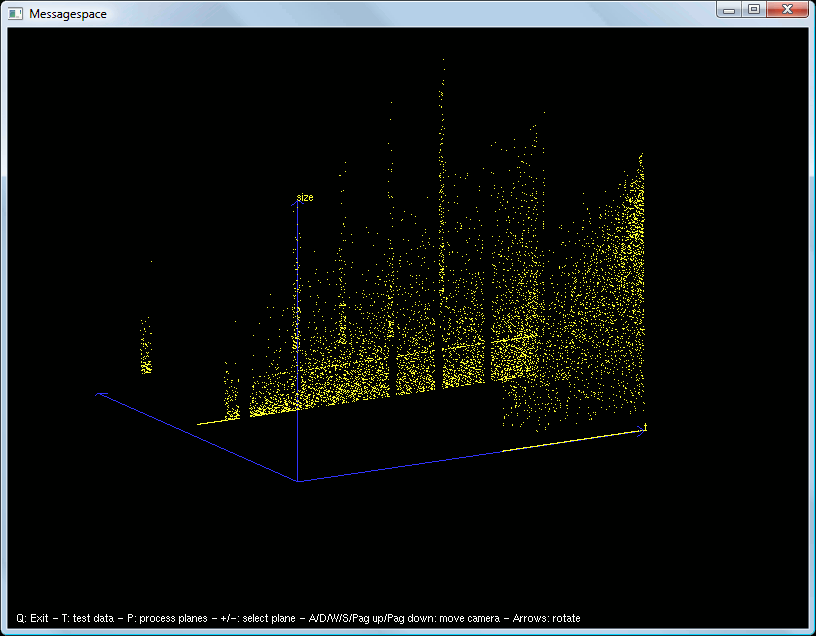 Messagespace
size
t
Q: Exit – T: test data – P: process planes – +/–: select plane – A/D/W/S/Pag up/Pag down: move camera – Arrows: rotate